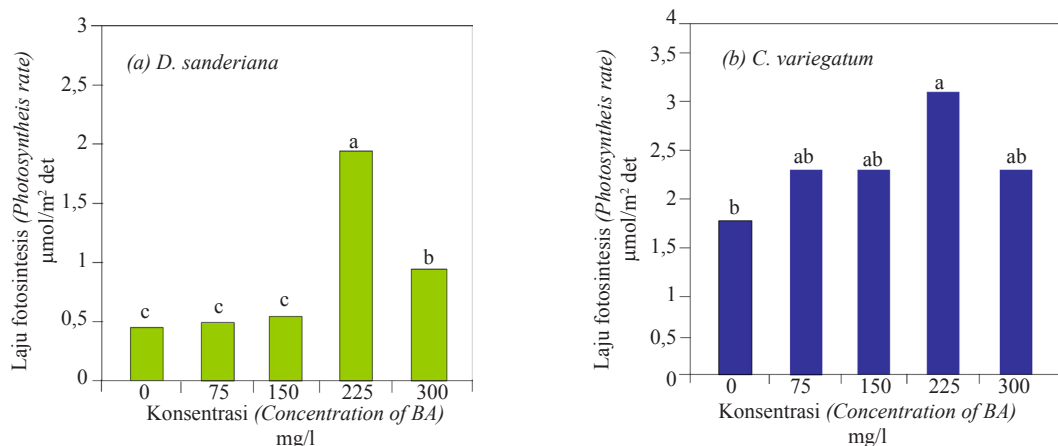 (a) D. sanderiana
Laju fotosintesis (Photosyntheis rate)
µmol/m² det
3
2,5
2
1,5
1
0,5
0
c
c
c
a
b
0 75 150 225 300
Konsentrasi (Concentration of BA)
mg/l
(b) C. variegatum
Laju fotosintesis (Photosyntheis rate)
µmol/m² det
3,5
4
3
2,5
2
1,5
1
0,5
0
b
ab
ab
a
ab
0 75 150 225 300
Konsentrasi (Concentration of BA)
mg/l